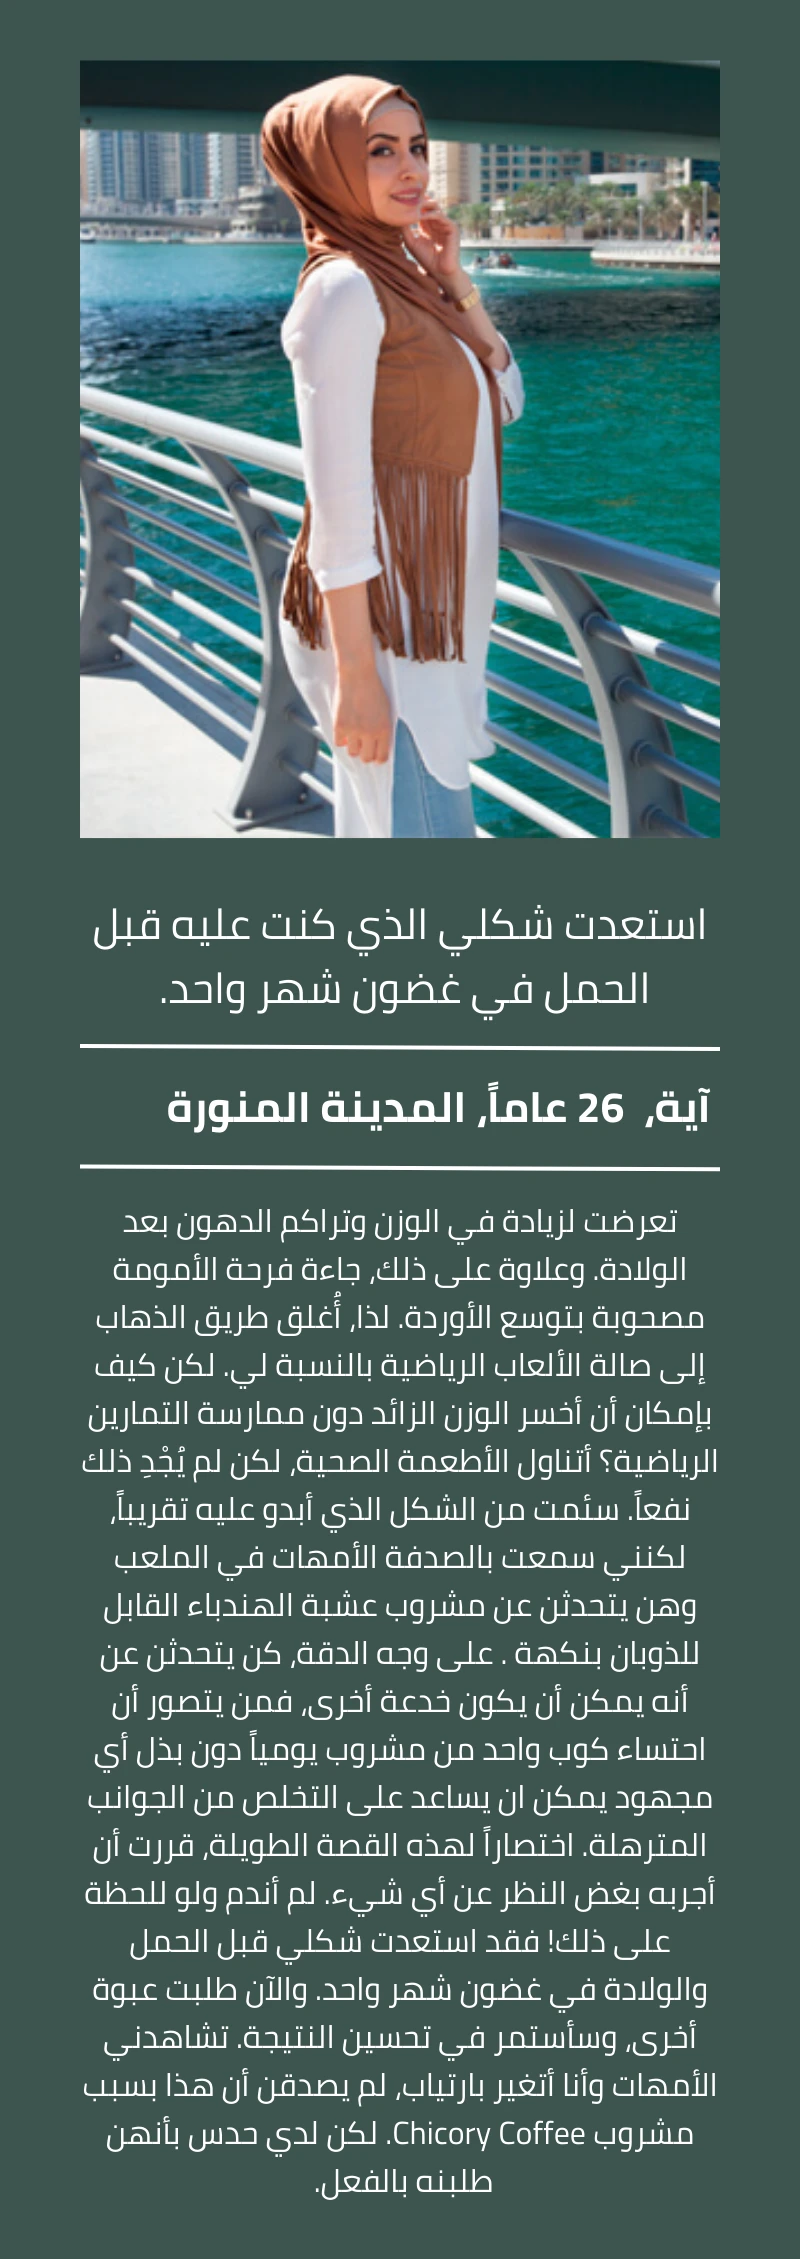 استعدت شكلي الذي كنت عليه قبل
الحمل في غضون شهر واحد.
آية، 26 عاماً، المدينة المنورة
تعرضت لزيادة في الوزن وتراكم الدهون بعد
الولادة. وعلاوة على ذلك، جاءة فرحة الأمومة
مصحوبة بتوسع الأوردة. لذا، أُغلق طريق الذهاب
إلى صالة الألعاب الرياضية بالنسبة لي. لكن كيف
بإمكان أن أخسر الوزن الزائد دون ممارسة التمارين
الرياضية؟ أتناول الأطعمة الصحية، لكن لم يُجْدِ ذلك
نفعاً. سئمت من الشكل الذي أبدو عليه تقريباً،
لكنني سمعت بالصدفة الأمهات في الملعب
وهن يتحدثن عن مشروب عشبة الهندباء القابل
للذوبان بنكهة . على وجه الدقة، كن يتحدثن عن
أنه يمكن أن يكون خدعة أخرى، فمن يتصور أن
احتساء كوب واحد من مشروب يومياً دون بذل أي
مجهود يمكن ان يساعد على التخلص من الجوانب
المترهلة. اختصاراً لهذه القصة الطويلة، قررت أن
أجربه بغض النظر عن أي شيء. لم أندم ولو للحظة
على ذلك! فقد استعدت شكلي قبل الحمل
والولادة في غضون شهر واحد. والآن طلبت عبوة
أخرى، وسأستمر في تحسين النتيجة. تشاهدني
الأمهات وأنا أتغير بارتياب، لم يصدقن أن هذا بسبب
مشروب Chicory Coffee. لكن لدي حدس بأنهن
طلبنه بالفعل.